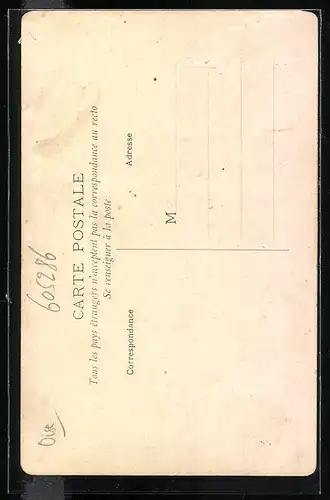 CARTE POSTALE
Tous les pays étrangers n'acceptent pas la correspondance au recto
Se renseigner à la poste
Correspondance
Adresse
M
605286
Oise